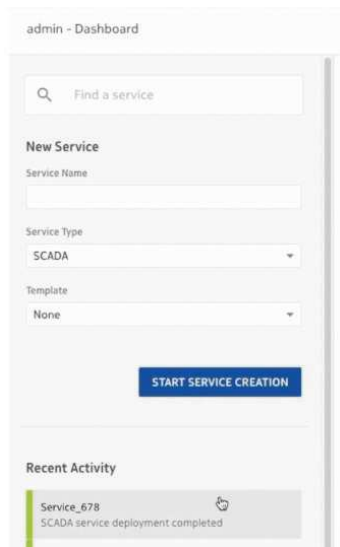 admin - Dashboard
Find a service
New Service
Service Name
Service Type
SCADA
Template
None
START SERVICE CREATION
Recent Activity
Service_678
SCADA service deployment completed